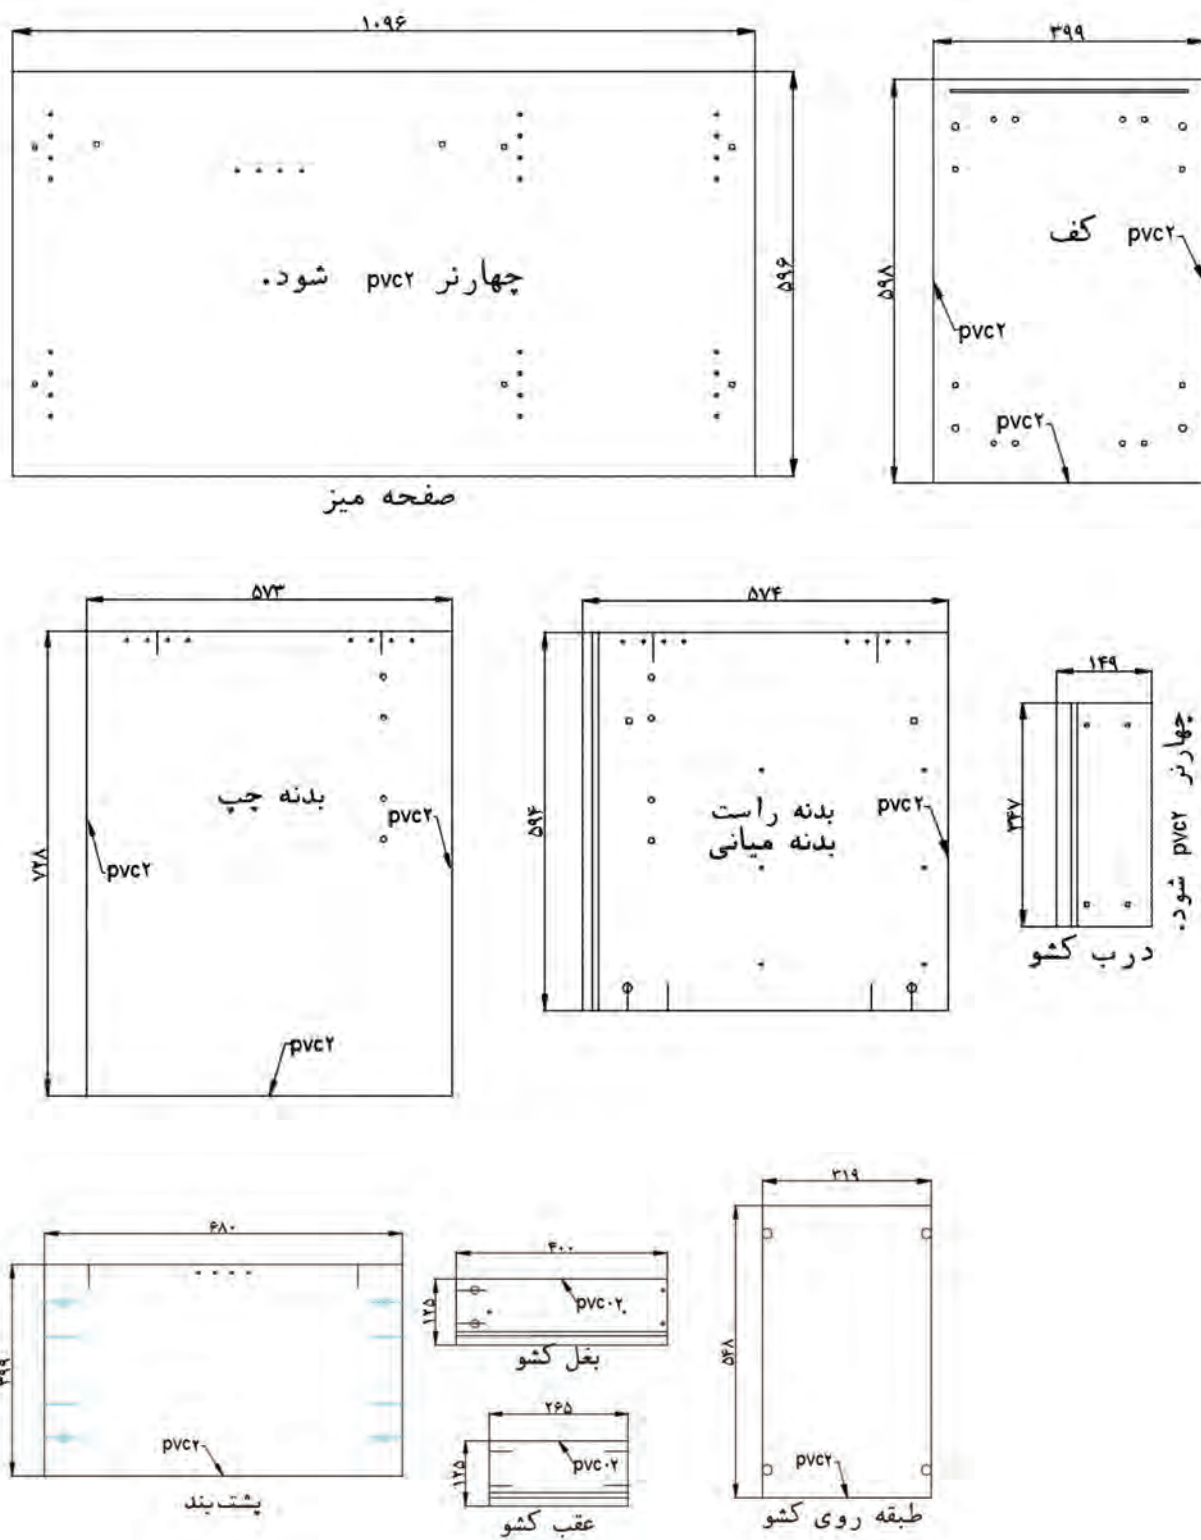 ۱۰۹۶
۵۹۶
چهارنر pvc۲ شود.
صفحه میز
۳۹۹
۵۹۸
کف
pvc۲
pvc۲
pvc۲
۵۷۳
۷۲۸
بدنه چپ
pvc۲
pvc۲
pvc۲
۵۷۴
۵۹۴
بدنه راست
بدنه میانی
pvc۲
۱۴۹
۳۴۷
چهارنر pvc۲ شود.
درب کشو
۶۸۰
۳۹۹
pvc۲
پشت‌بند
۴۰۰
۱۲۵
pvc۰۲
بغل کشو
۲۶۵
۱۲۵
pvc۰۲
عقب کشو
۳۱۹
۵۴۸
pvc۲
طبقه روی کشو